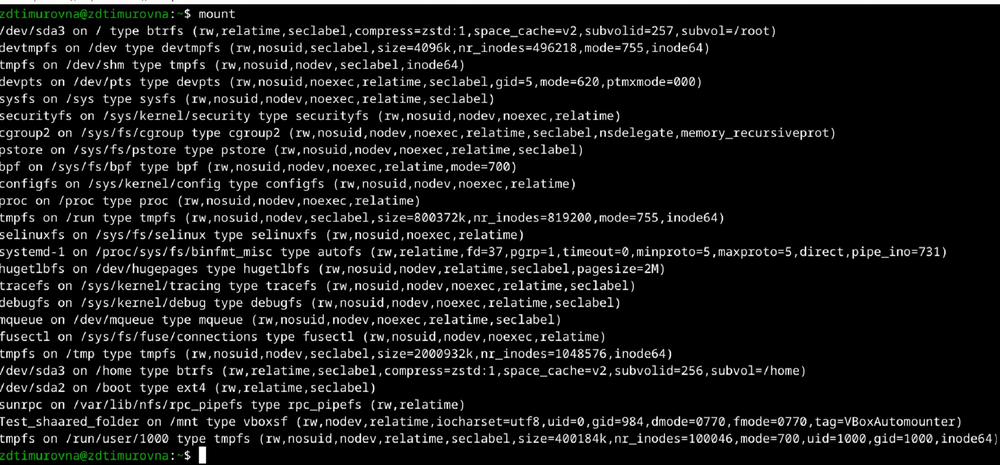 zdtimurovna@zdtimurovna:~$ mount
/dev/sda3 on / type btrfs (rw,relatime,seclabel,compress=zstd:1,space_cache=v2,subvolid=257,subvol=/root)
devtmpfs on /dev type devtmpfs (rw,nosuid,seclabel,size=4096k,nr_inodes=496218,mode=755,inode64)
tmpfs on /dev/shm type tmpfs (rw,nosuid,nodev,seclabel,inode64)
devpts on /dev/pts type devpts (rw,nosuid,noexec,relatime,seclabel,gid=5,mode=620,ptmxmode=000)
sysfs on /sys type sysfs (rw,nosuid,nodev,noexec,relatime,seclabel)
securityfs on /sys/kernel/security type securityfs (rw,nosuid,nodev,noexec,relatime)
cgroup2 on /sys/fs/cgroup type cgroup2 (rw,nosuid,nodev,noexec,relatime,seclabel,nsdelegate,memory_recursiveprot)
pstore on /sys/fs/pstore type pstore (rw,nosuid,nodev,noexec,relatime,seclabel)
bpf on /sys/fs/bpf type bpf (rw,nosuid,nodev,noexec,relatime,mode=700)
configfs on /sys/kernel/config type configfs (rw,nosuid,nodev,noexec,relatime)
proc on /proc type proc (rw,nosuid,nodev,noexec,relatime)
tmpfs on /run type tmpfs (rw,nosuid,nodev,seclabel,size=800372k,nr_inodes=819200,mode=755,inode64)
selinuxfs on /sys/fs/selinux type selinuxfs (rw,nosuid,noexec,relatime)
systemd-1 on /proc/sys/fs/binfmt_misc type autofs (rw,relatime,fd=37,pgrp=1,timeout=0,minproto=5,maxproto=5,direct,pipe_ino=731)
hugetlbfs on /dev/hugepages type hugetlbfs (rw,nosuid,nodev,relatime,seclabel,pagesize=2M)
tracefs on /sys/kernel/tracing type tracefs (rw,nosuid,nodev,noexec,relatime,seclabel)
debugfs on /sys/kernel/debug type debugfs (rw,nosuid,nodev,noexec,relatime,seclabel)
mqueue on /dev/mqueue type mqueue (rw,nosuid,nodev,noexec,relatime,seclabel)
fusectl on /sys/fs/fuse/connections type fusectl (rw,nosuid,nodev,noexec,relatime)
tmpfs on /tmp type tmpfs (rw,nosuid,nodev,seclabel,size=2000932k,nr_inodes=1048576,inode64)
/dev/sda3 on /home type btrfs (rw,relatime,seclabel,compress=zstd:1,space_cache=v2,subvolid=256,subvol=/home)
/dev/sda2 on /boot type ext4 (rw,relatime,seclabel)
sunrpc on /var/lib/nfs/rpc_pipefs type rpc_pipefs (rw,relatime)
Test_shaared_folder on /mnt type vboxsf (rw,nodev,relatime,iocharset=utf8,uid=0,gid=984,dmode=0770,fmode=0770,tag=VBoxAutomounter)
tmpfs on /run/user/1000 type tmpfs (rw,nosuid,nodev,relatime,seclabel,size=400184k,nr_inodes=100046,mode=700,uid=1000,gid=1000,inode64)
zdtimurovna@zdtimurovna:~$